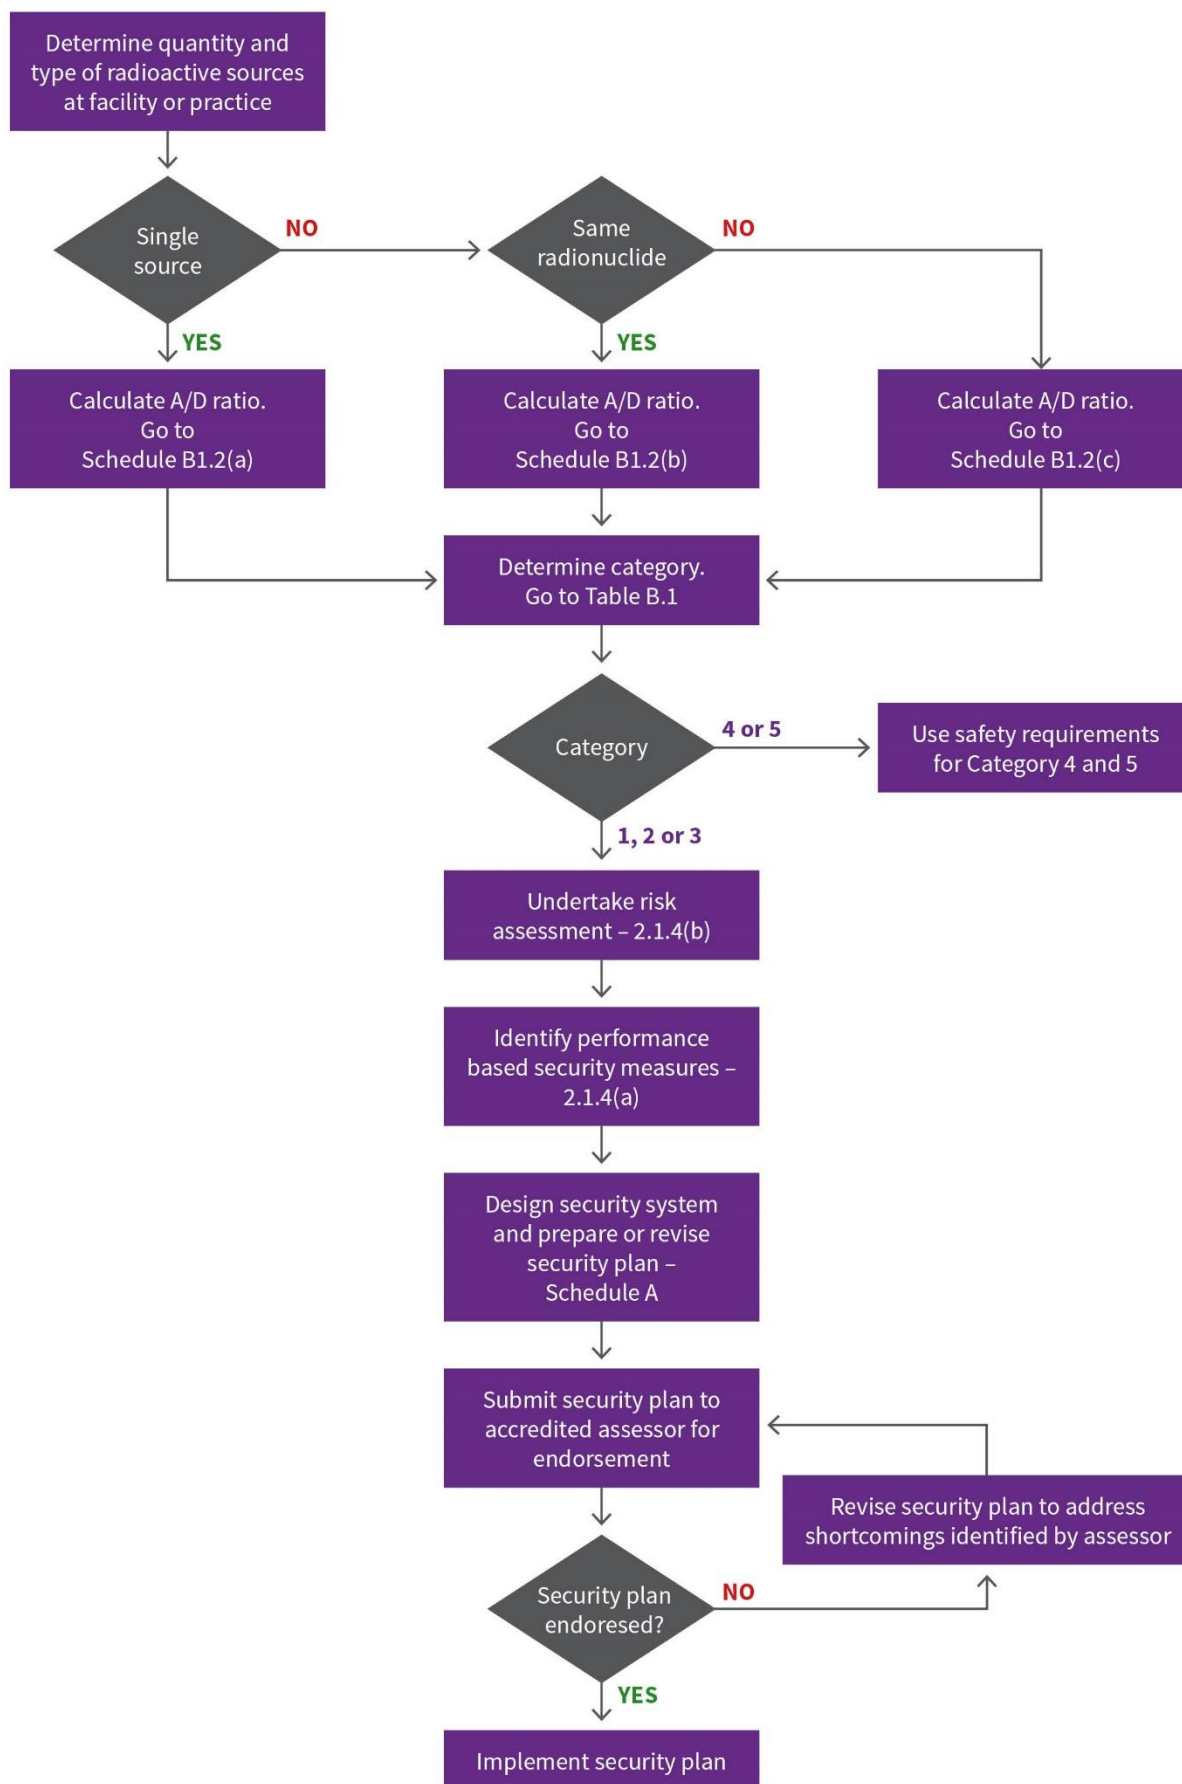 Determine quantity and
type of radioactive sources
at facility or practice
Single
source
NO
Same
radionuclide
NO
YES
YES
Calculate A/D ratio.
Go to
Schedule B1.2(a)
Calculate A/D ratio.
Go to
Schedule B1.2(b)
Calculate A/D ratio.
Go to
Schedule B1.2(c)
Determine category.
Go to Table B.1
Category
4 or 5
Use safety requirements
for Category 4 and 5
1, 2 or 3
Undertake risk
assessment – 2.1.4(b)
Identify performance
based security measures –
2.1.4(a)
Design security system
and prepare or revise
security plan –
Schedule A
Submit security plan to
accredited assessor for
endorsement
Revise security plan to address
shortcomings identified by assessor
Security plan
endoresed?
NO
YES
Implement security plan